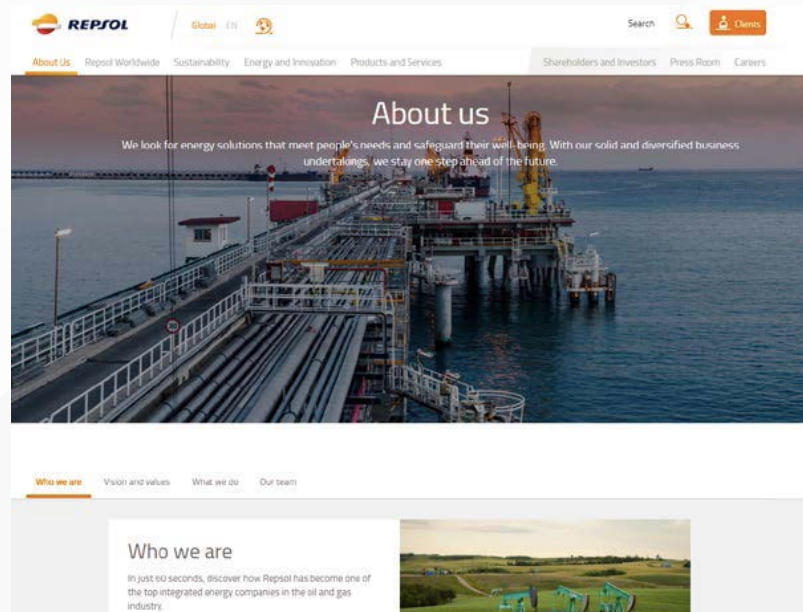 REPSOL
Global EN
Search
Clients
About Us Repsol Worldwide Sustainability Energy and Innovation Products and Services Shareholders and Investors Press Room Careers
About us
We look for energy solutions that meet people's needs and safeguard their well-being. With our solid and diversified business
undertakings, we stay one step ahead of the future.
Who we are Vision and values What we do Our team
Who we are
In just 60 seconds, discover how Repsol has become one of
the top integrated energy companies in the oil and gas
industry.